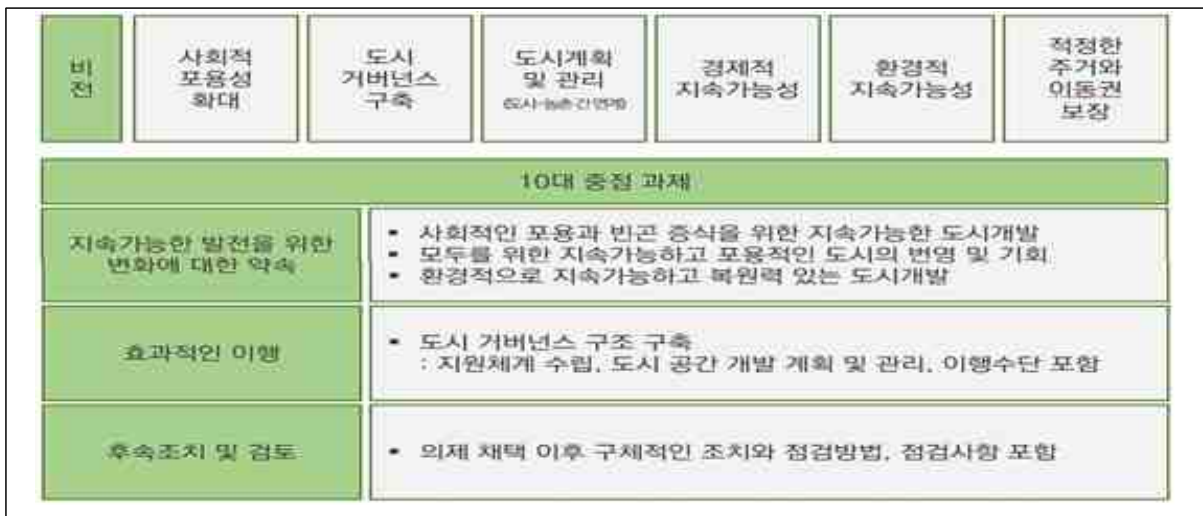 비전
사회적
포용성
확대
도시
거버넌스
구축
도시계획
및 관리
(도시-농촌 간 연계)
경제적
지속가능성
환경적
지속가능성
적정한
주거와
이동권
보장
10대 중점 과제
지속가능한 발전을 위한
변화에 대한 약속
• 사회적인 포용과 빈곤 증식을 위한 지속가능한 도시개발
• 모두를 위한 지속가능하고 포용적인 도시의 번영 및 기회
• 환경적으로 지속가능하고 복원력 있는 도시개발
효과적인 이행
• 도시 거버넌스 구조 구축
: 지원체계 수립, 도시 공간 개발 계획 및 관리, 이행수단 포함
후속조치 및 검토
• 의제 채택 이후 구체적인 조치와 점검방법, 점검사항 포함